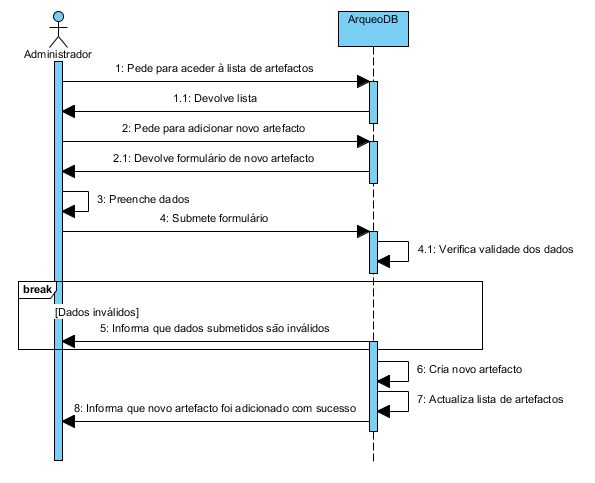 ArqueoDB
Administrador
1: Pede para aceder à lista de artefactos
1.1: Devolve lista
2: Pede para adicionar novo artefacto
2.1: Devolve formulário de novo artefacto
3: Preenche dados
4: Submete formulário
4.1: Verifica validade dos dados
break
[Dados inválidos]
5: Informa que dados submetidos são inválidos
6: Cria novo artefacto
7: Actualiza lista de artefactos
8: Informa que novo artefacto foi adicionado com sucesso